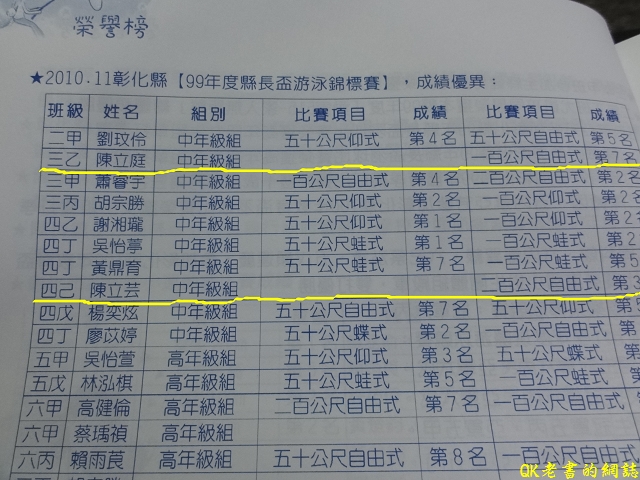 榮譽榜
★2010.11彰化縣【99年度縣長盃游泳錦標賽】，成績優異：
班級 姓名 組別 比賽項目 成績 比賽項目 成績
二甲 劉玟伶 中年級組 五十公尺仰式 第4名 五十公尺自由式 第5名
三乙 陳立庭 中年級組 一百公尺自由式 第7名
三甲 蕭睿宇 中年級組 一百公尺自由式 第4名 二百公尺自由式 第2名
三丙 胡宗勝 中年級組 五十公尺仰式 第2名 一百公尺仰式 第2名
四乙 謝湘瓏 中年級組 五十公尺仰式 第1名 一百公尺仰式 第2名
四丁 吳怡葶 中年級組 五十公尺蛙式 第1名 一百公尺蛙式 第2
四丁 黃鼎育 中年級組 五十公尺蛙式 第7名 一百公尺蛙式 第5
四己 陳立芸 中年級組 二百公尺自由式 第3
四戊 楊奕炫 中年級組 五十公尺自由式 第7名 五十公尺仰式 第
四丁 廖苡婷 中年級組 五十公尺蝶式 第2名 一百公尺自由式 第
五甲 吳怡萱 高年級組 五十公尺仰式 第3名 五十公尺蝶式 第
五戊 林泓棋 高年級組 五十公尺蛙式 第5名 一百公尺蛙式 第
六甲 高健倫 高年級組 二百公尺自由式 第7名 一百公尺自由式
六甲 蔡瑀禎 高年級組 一百公尺自由式
六丙 賴雨莨 高年級組 五十公尺自由式 第8名 一百公尺自由式
QK老書的網誌